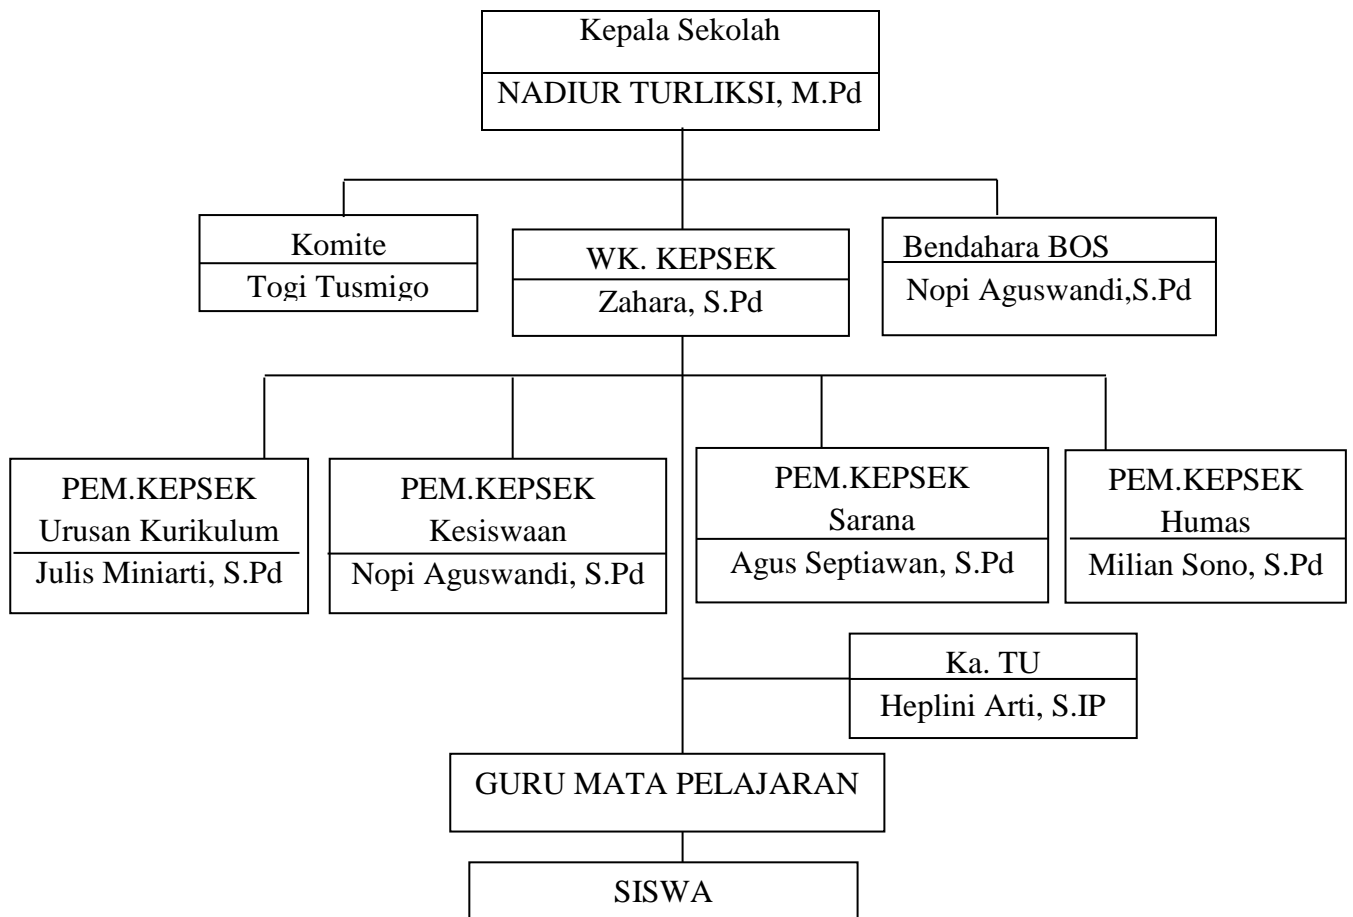 Kepala Sekolah
NADIUR TURLIKSI, M.Pd
Komite
Togi Tusmigo
WK. KEPSEK
Zahara, S.Pd
Bendahara BOS
Nopi Aguswandi,S.Pd
PEM.KEPSEK
Urusan Kurikulum
Julis Miniarti, S.Pd
PEM.KEPSEK
Kesiswaan
Nopi Aguswandi, S.Pd
PEM.KEPSEK
Sarana
Agus Septiawan, S.Pd
PEM.KEPSEK
Humas
Milian Sono, S.Pd
Ka. TU
Heplini Arti, S.IP
GURU MATA PELAJARAN
SISWA